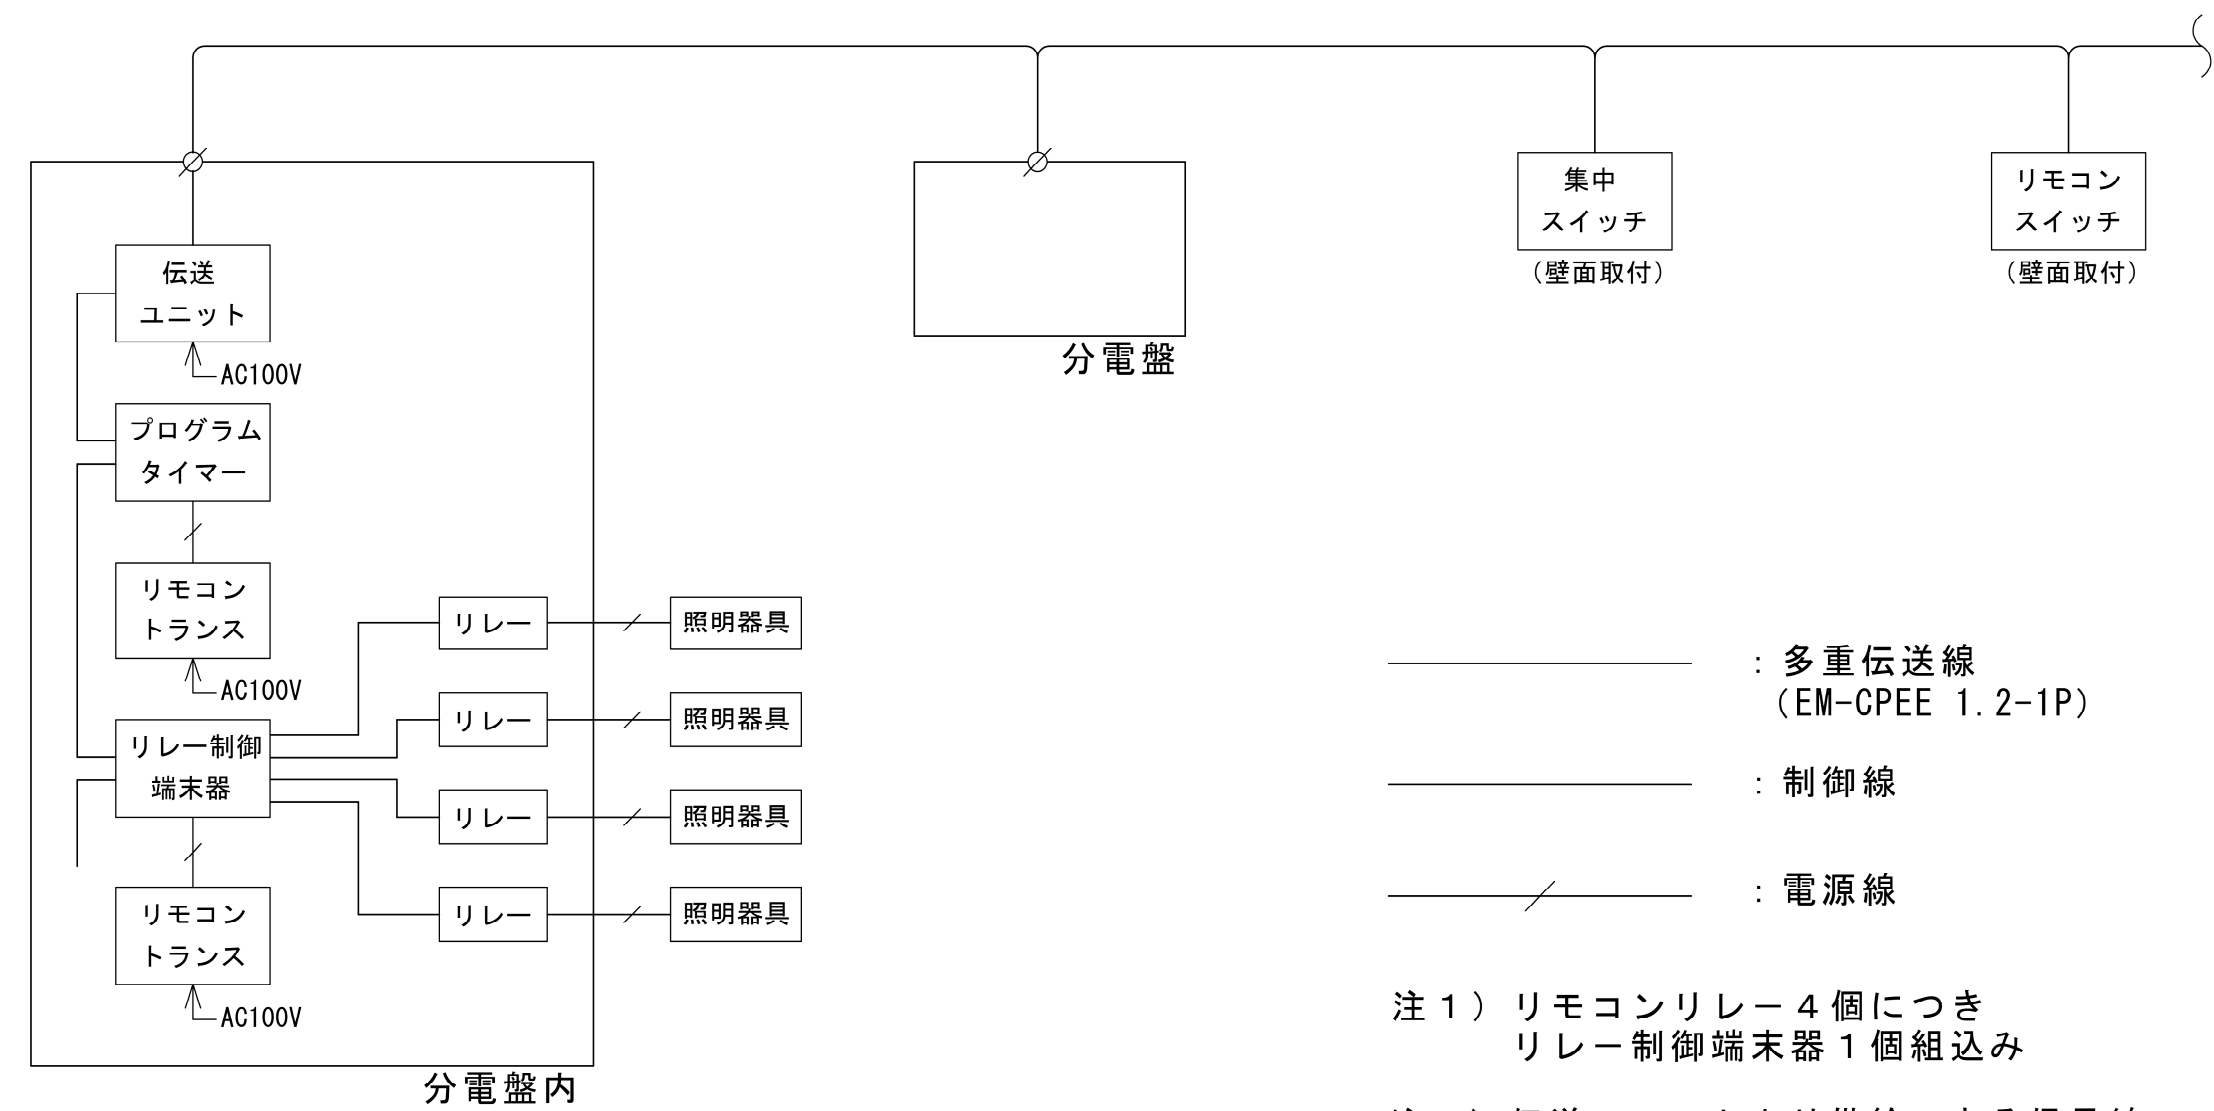 集中
スイッチ
(壁面取付)
リモコン
スイッチ
(壁面取付)
伝送
ユニット
AC100V
分電盤
プログラム
タイマー
リモコン
トランス
AC100V
リレー制御
端末器
リモコン
トランス
AC100V
リレー
照明器具
リレー
照明器具
リレー
照明器具
リレー
照明器具
分電盤内
：多重伝送線
(EM-CPEE 1.2-1P)
：制御線
：電源線
注１）リモコンリレー４個につき
リレー制御端末器１個組込み